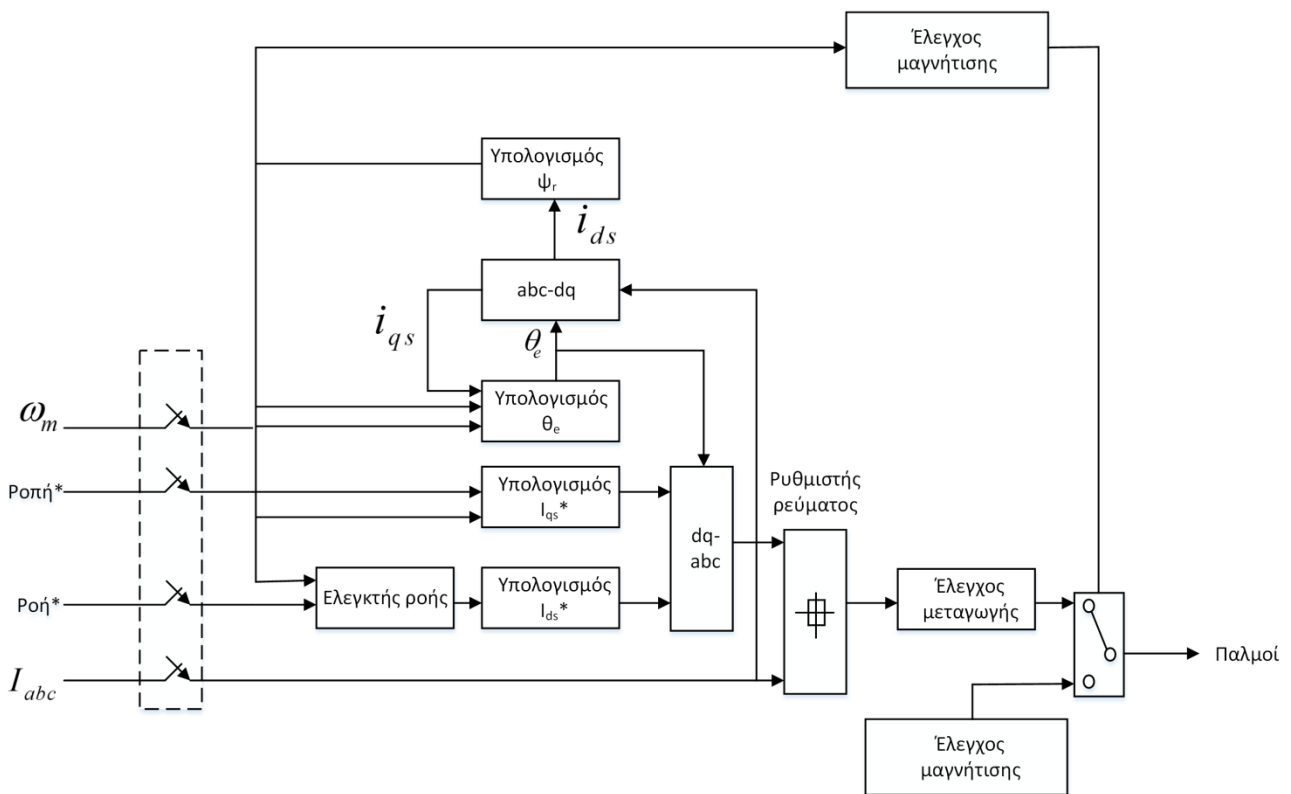 Έλεγχος
μαγνήτισης
Υπολογισμός
ψr
ids
abc-dq
iqs
θe
Υπολογισμός
θe
ωm
Ροπή*
Υπολογισμός
Iqs*
Ρυθμιστής
ρεύματος
dq-
abc
Ροή*
Ελεγκτής ροής
Υπολογισμός
Ids*
Έλεγχος
μεταγωγής
Παλμοί
Iabc
Έλεγχος
μαγνήτισης